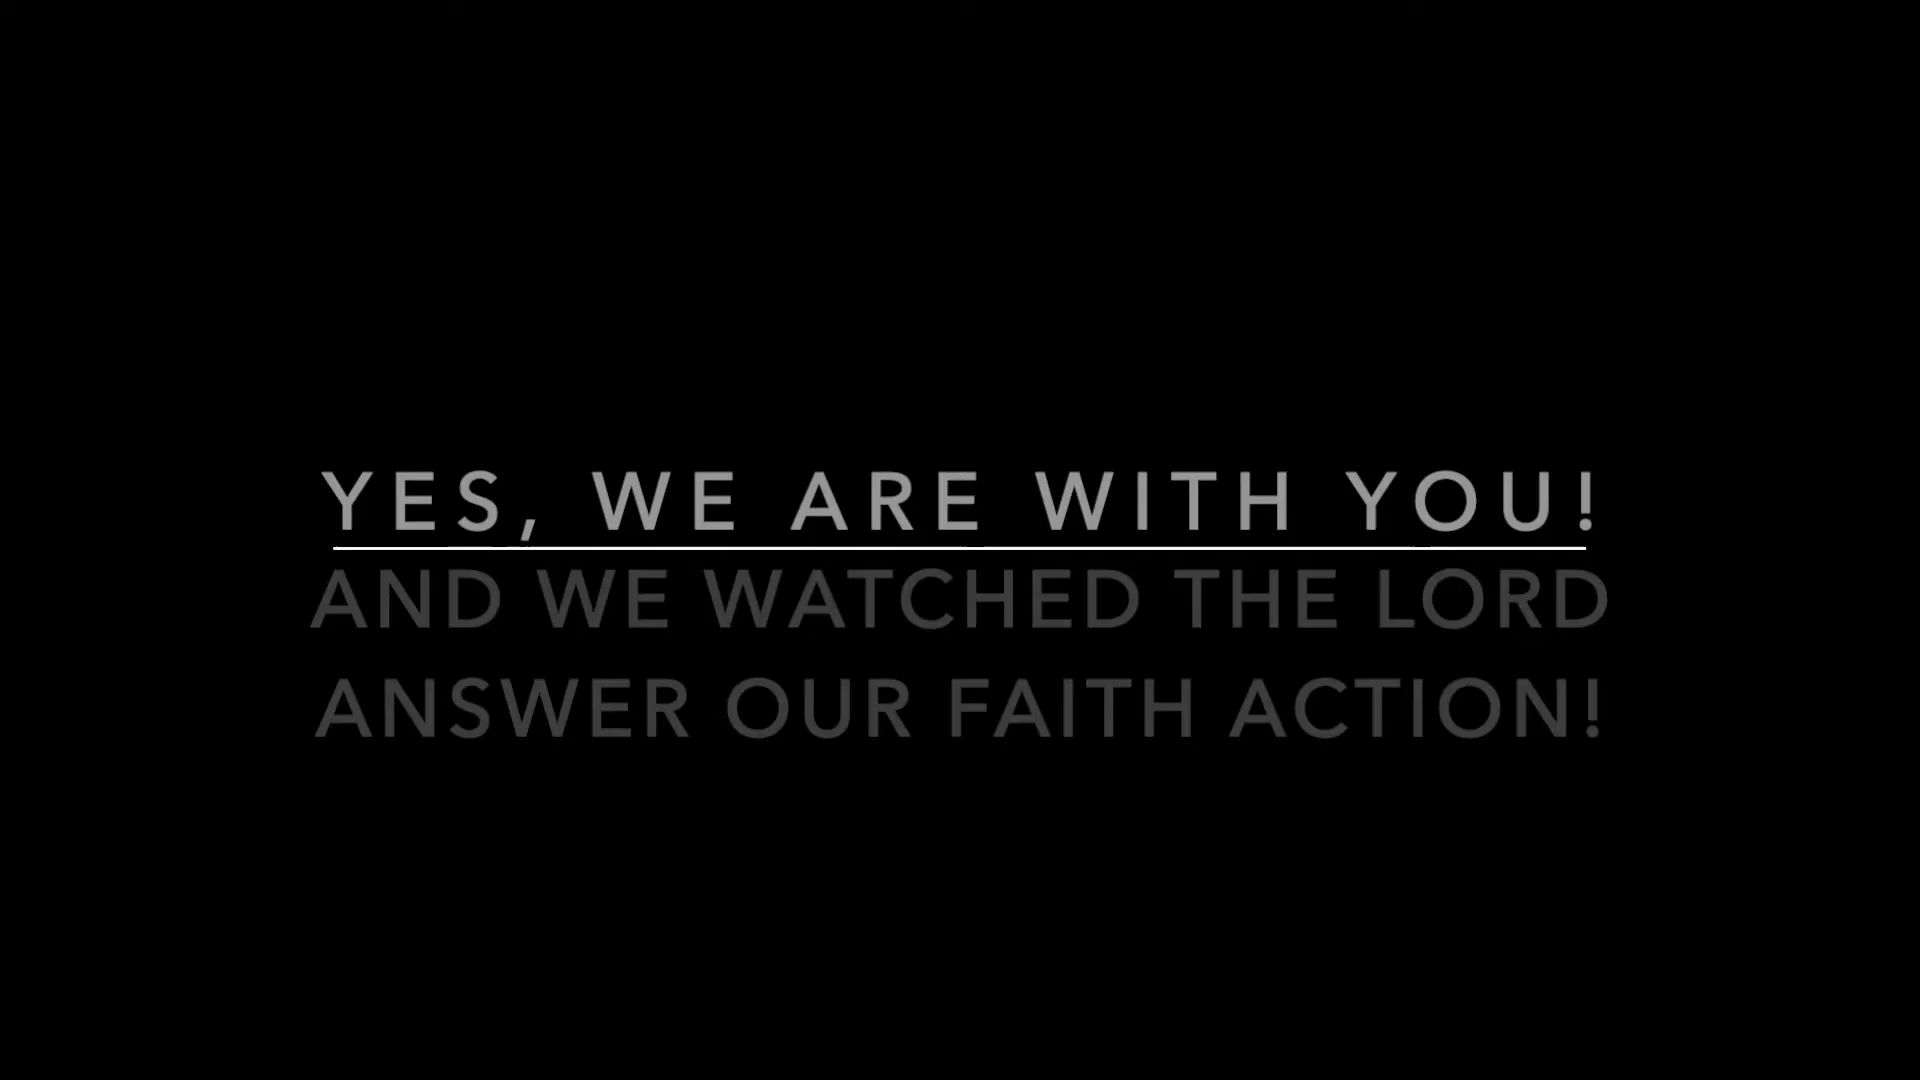 YES, WE ARE WITH YOU!
AND WE WATCHED THE LORD
ANSWER OUR FAITH ACTION!